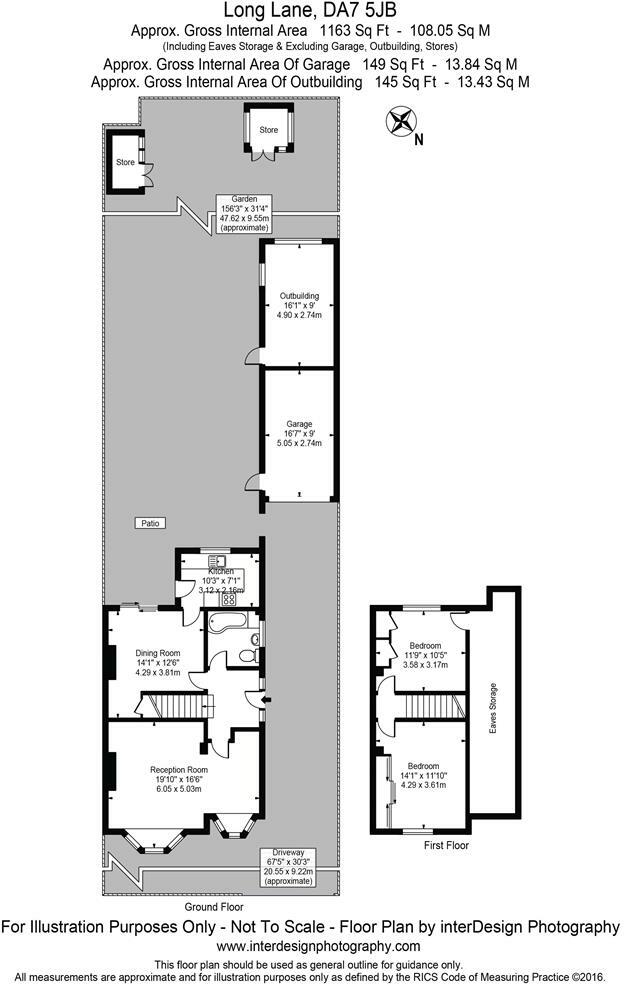 Long Lane, DA7 5JB
Approx. Gross Internal Area 1163 Sq Ft - 108.05 Sq M
(Including Eaves Storage & Excluding Garage, Outbuilding, Stores)
Approx. Gross Internal Area Of Garage 149 Sq Ft - 13.84 Sq M
Approx. Gross Internal Area Of Outbuilding 145 Sq Ft - 13.43 Sq M
N
Store
Store
Garden
156'3" x 31'4"
47.62 x 9.55m
(approximate)
Outbuilding
16'1" x 9'
4.90 x 2.74m
Garage
16'7" x 9'
5.05 x 2.74m
Patio
Kitchen
10'3" x 7'1"
3.12 x 2.16m
Dining Room
14'1" x 12'6"
4.29 x 3.81m
Reception Room
19'10" x 16'6"
6.05 x 5.03m
Driveway
67'5" x 30'3"
20.55 x 9.22m
(approximate)
Ground Floor
Bedroom
11'9" x 10'5"
3.58 x 3.17m
Eaves Storage
Bedroom
14'1" x 11'10"
4.29 x 3.61m
First Floor
For Illustration Purposes Only - Not To Scale - Floor Plan by interDesign Photography
www.interdesignphotography.com
This floor plan should be used as general outline for guidance only.
All measurements are approximate and for illustration purposes only as defined by the RICS Code of Measuring Practice ©2016.